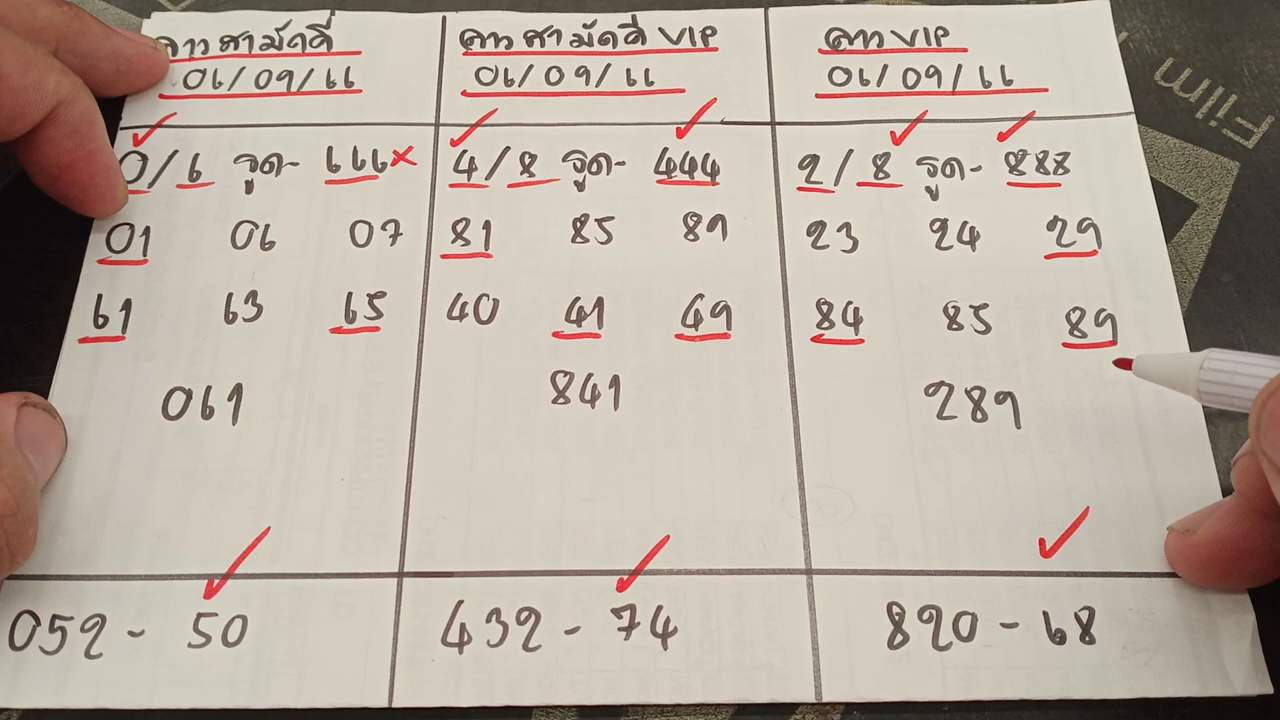 ลาวสามัคคี
06/09/66
0/6 รูด- 666×
01 06 07
61 63 65
061
052 - 50
ลาวสามัคคี VIP
06/09/66
4/8 รูด- 444
81 85 89
40 41 49
841
432 - 74
ลาว VIP
06/09/66
2/8 รูด- 888
23 24 29
84 85 89
289
820 - 68
Film